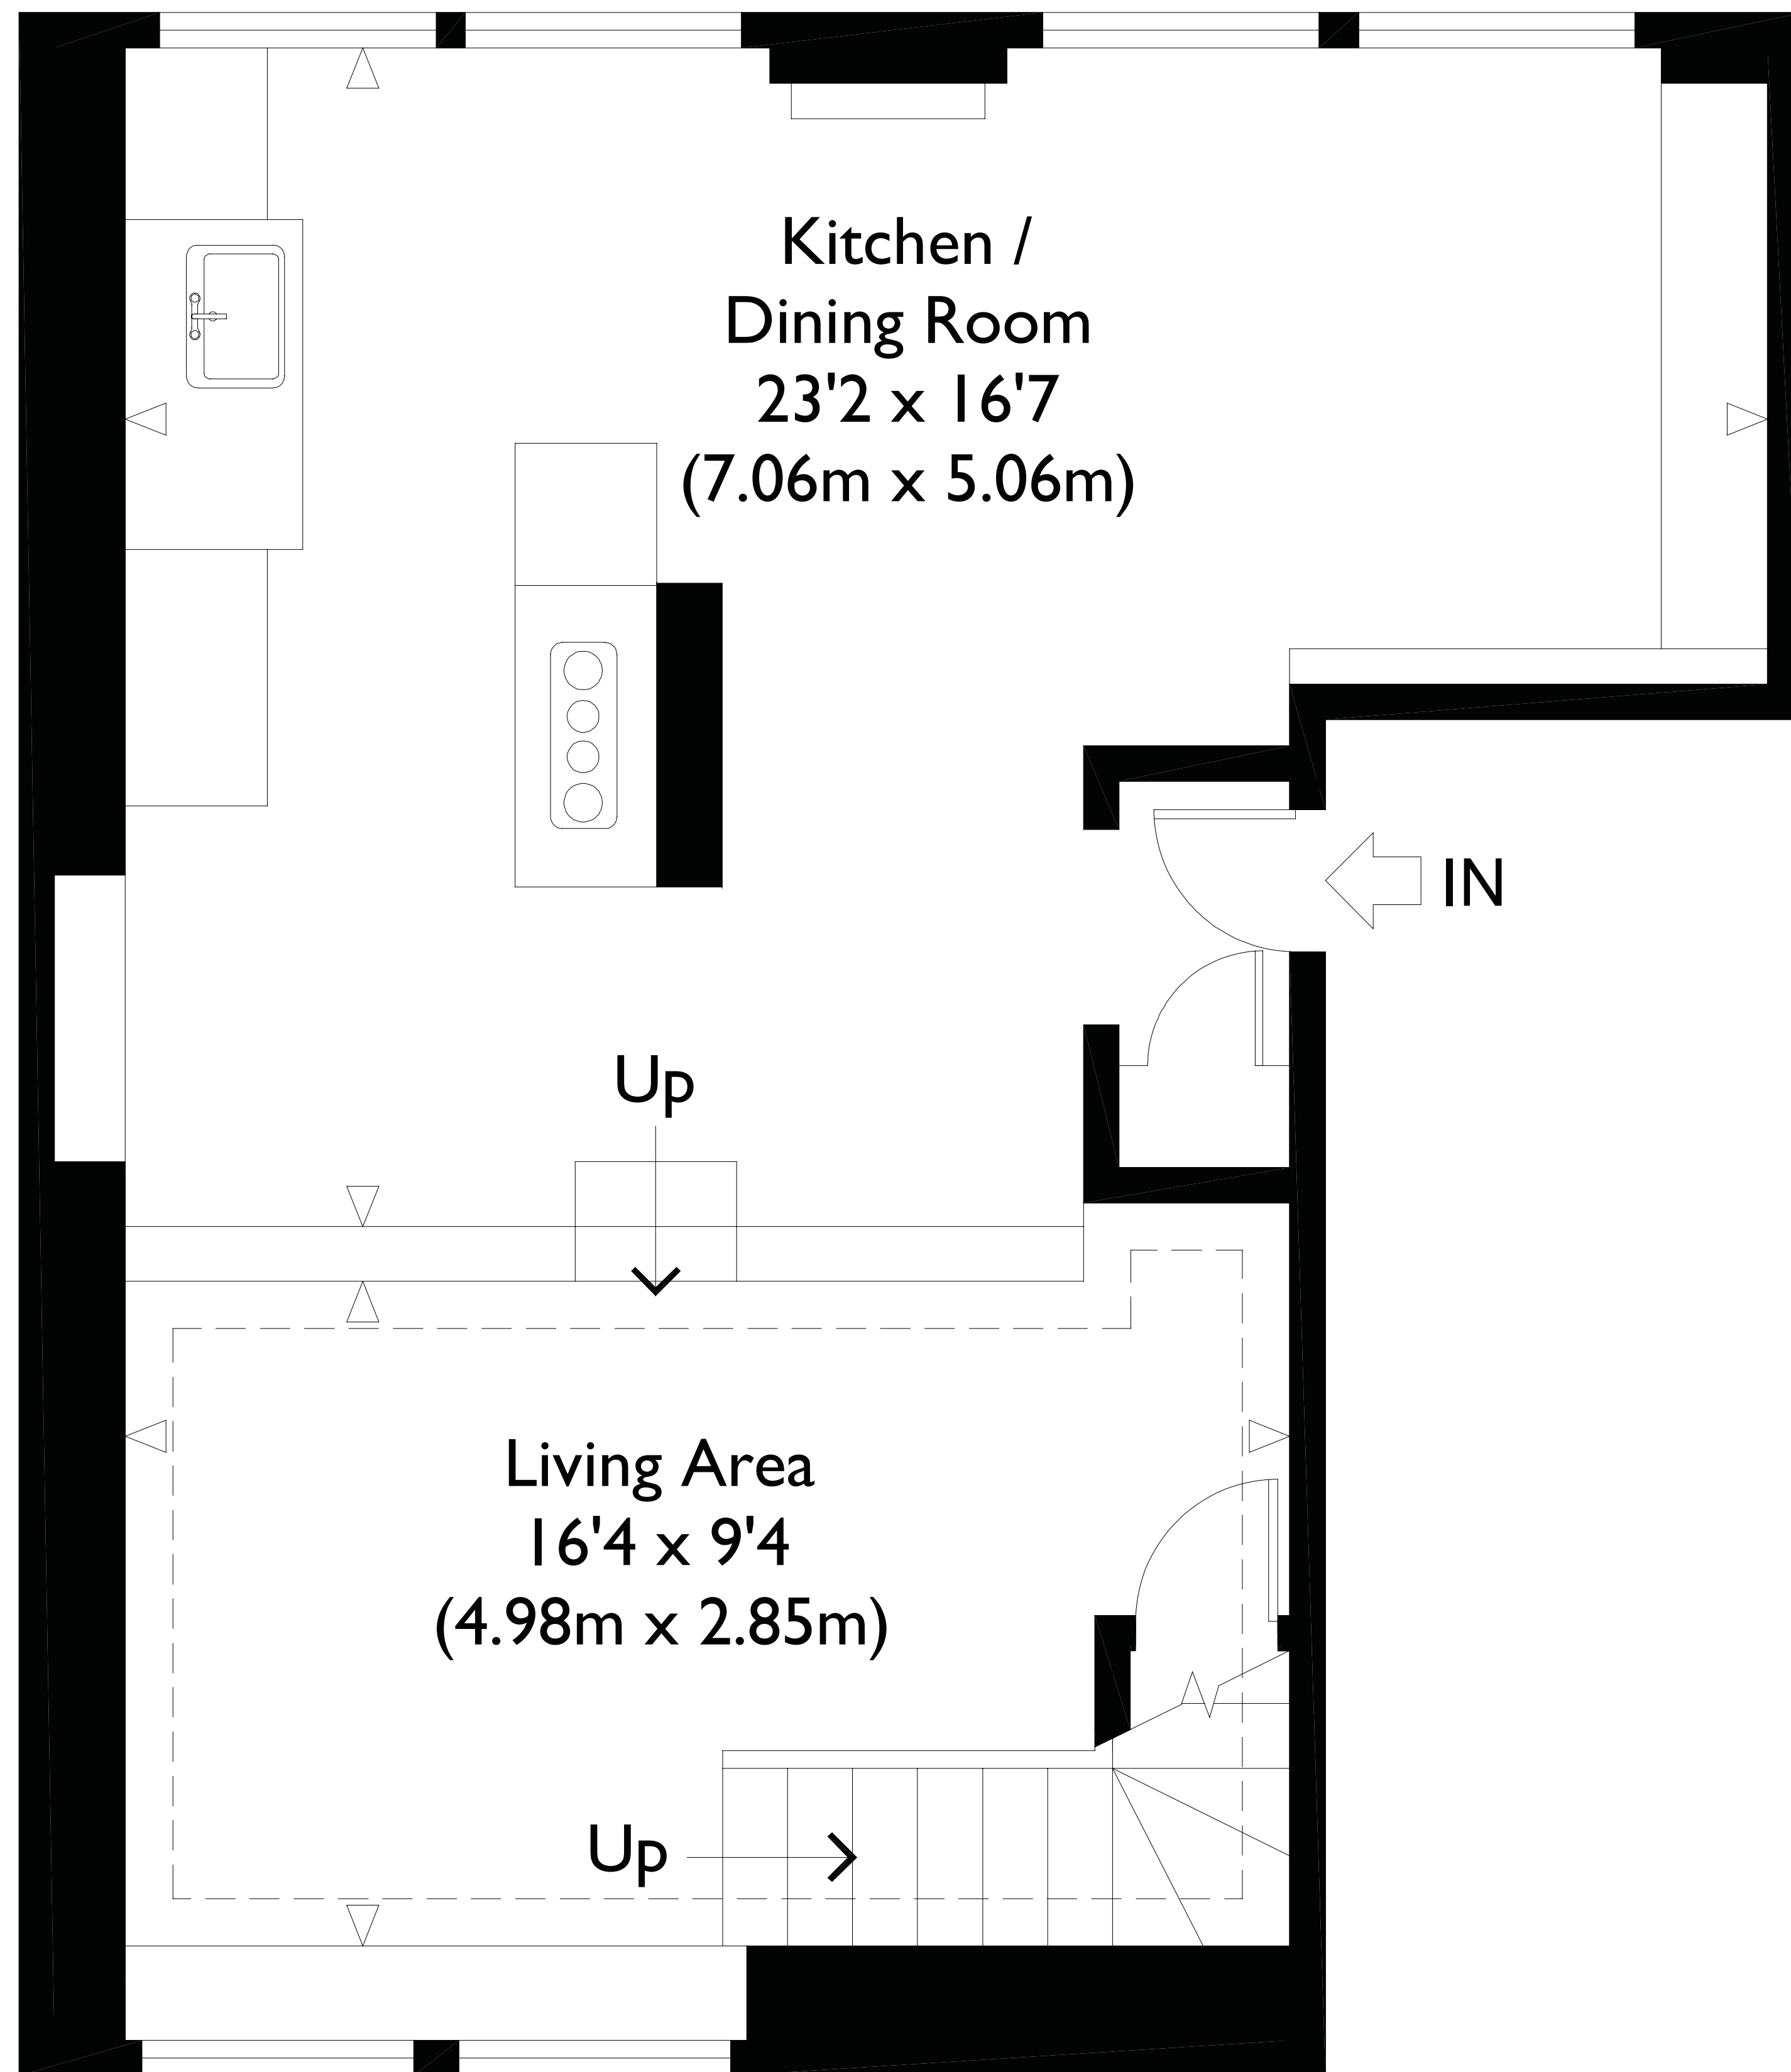 Kitchen /
Dining Room
23'2 x 16'7
(7.06m x 5.06m)
IN
Up
Living Area
16'4 x 9'4
(4.98m x 2.85m)
Up